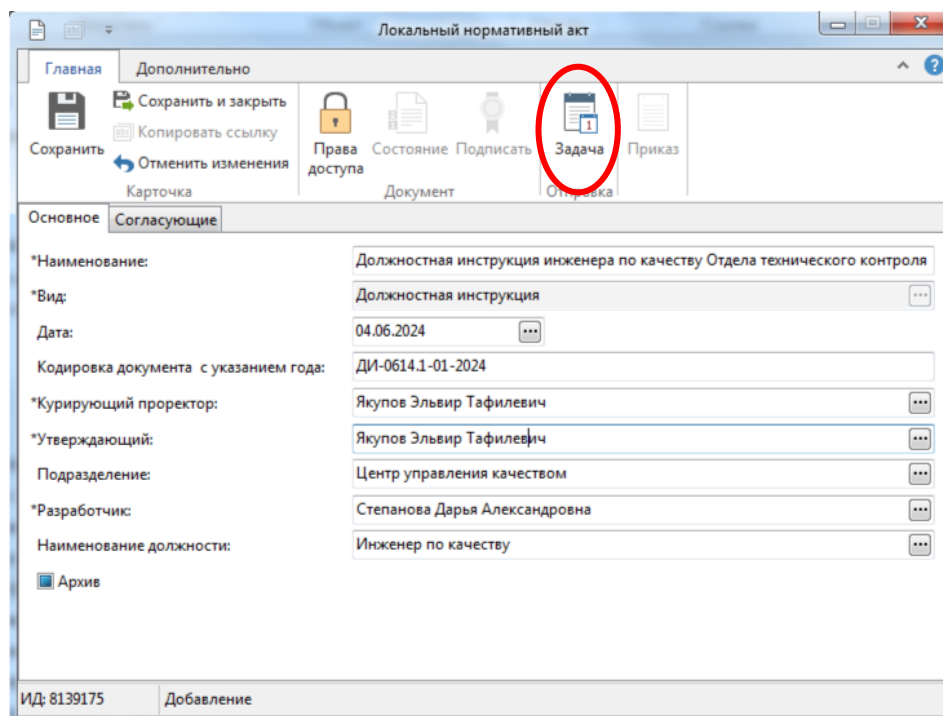 Локальный нормативный акт
Главная Дополнительно
Сохранить
Сохранить и закрыть
Копировать ссылку
Отменить изменения
Карточка
Права доступа
Состояние Подписать
Документ
Задача
Отправка
Приказ
Основное Согласующие
*Наименование: Должностная инструкция инженера по качеству Отдела технического контроля
*Вид: Должностная инструкция
Дата: 04.06.2024
Кодировка документа с указанием года: ДИ-0614.1-01-2024
*Курирующий проректор: Якупов Эльвир Тафилевич
*Утверждающий: Якупов Эльвир Тафилевич
Подразделение: Центр управления качеством
*Разработчик: Степанова Дарья Александровна
Наименование должности: Инженер по качеству
Архив
ИД: 8139175 Добавление